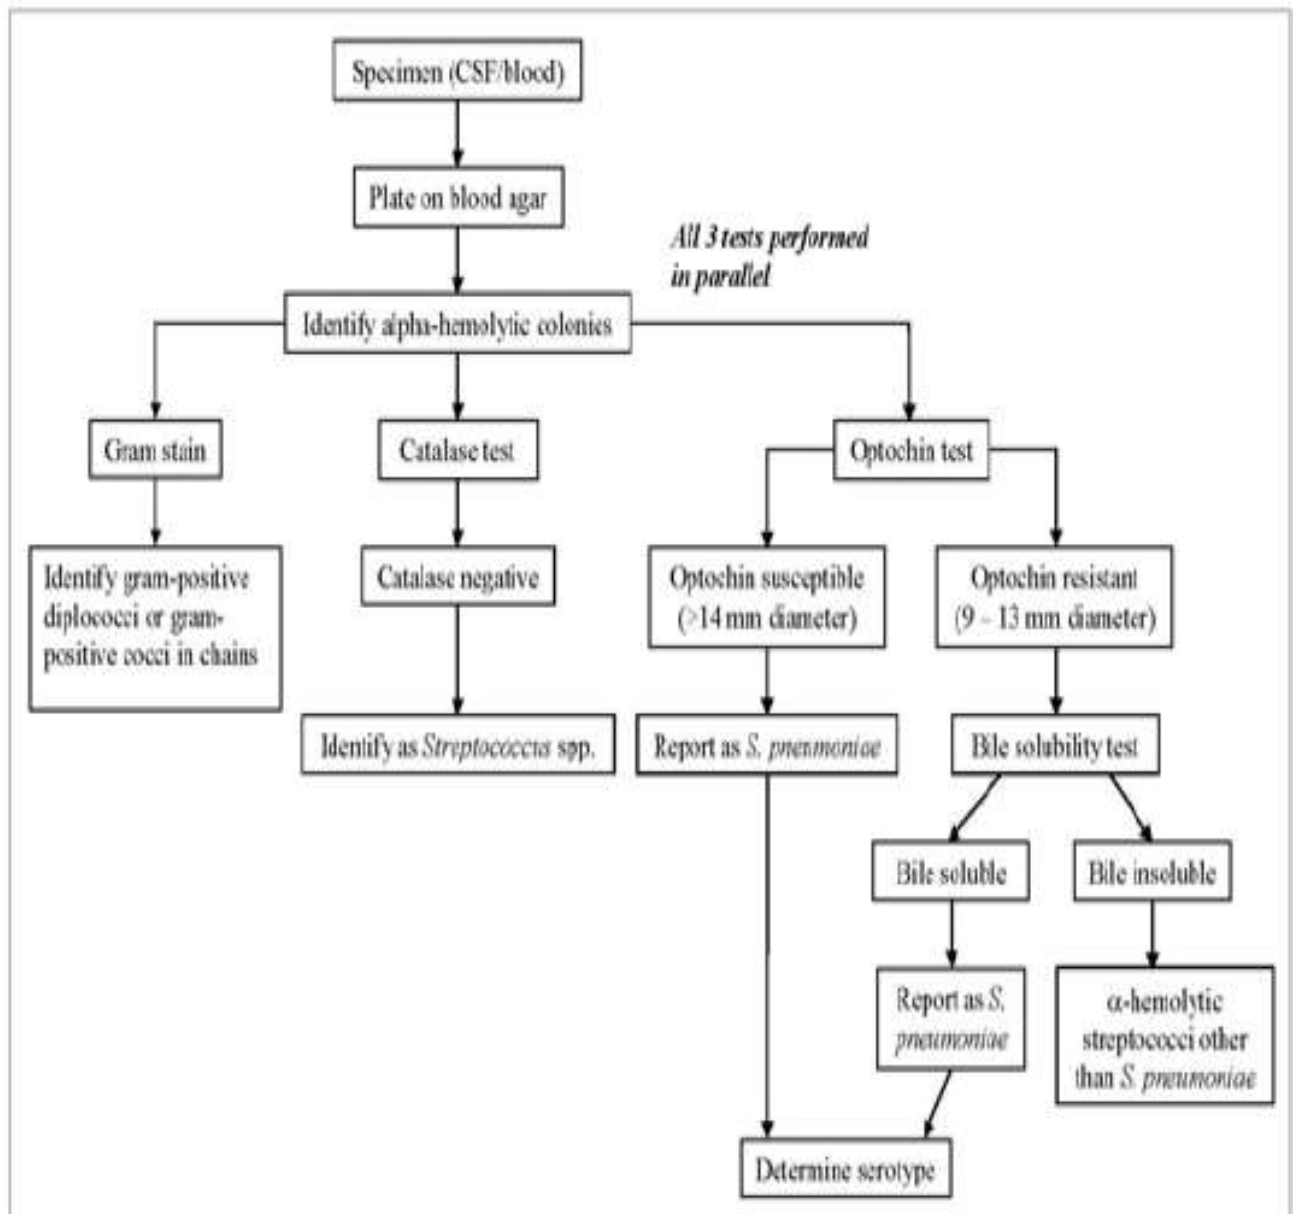 Specimen (CSF/blood)
Plate on blood agar
All 3 tests performed
in parallel
Identify alpha-hemolytic colonies
Gram stain
Catalase test
Optochin test
Identify gram-positive
diplococci or gram-
positive cocci in chains
Catalase negative
Optochin susceptible
(>14 mm diameter)
Optochin resistant
(9 – 13 mm diameter)
Identify as Streptococcus spp.
Report as S. pneumoniae
Bile solubility test
Bile soluble
Bile insoluble
Report as S.
pneumoniae
α-hemolytic
streptococci other
than S. pneumoniae
Determine serotype